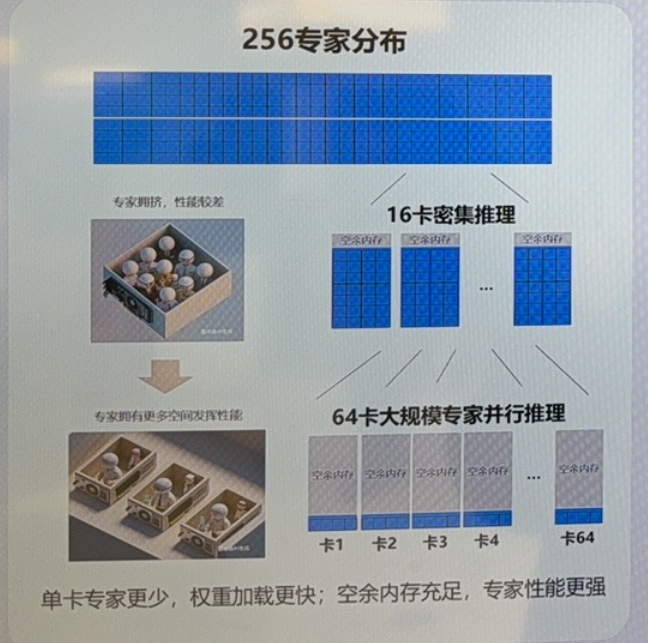 256专家分布
专家拥挤，性能较差
16卡密集推理
空余内存
空余内存
空余内存
...
专家拥有更多空间发挥性能
64卡大规模专家并行推理
空余内存
空余内存
空余内存
空余内存
...
空余内存
卡1
卡2
卡3
卡4
卡64
单卡专家更少，权重加载更快；空余内存充足，专家性能更强